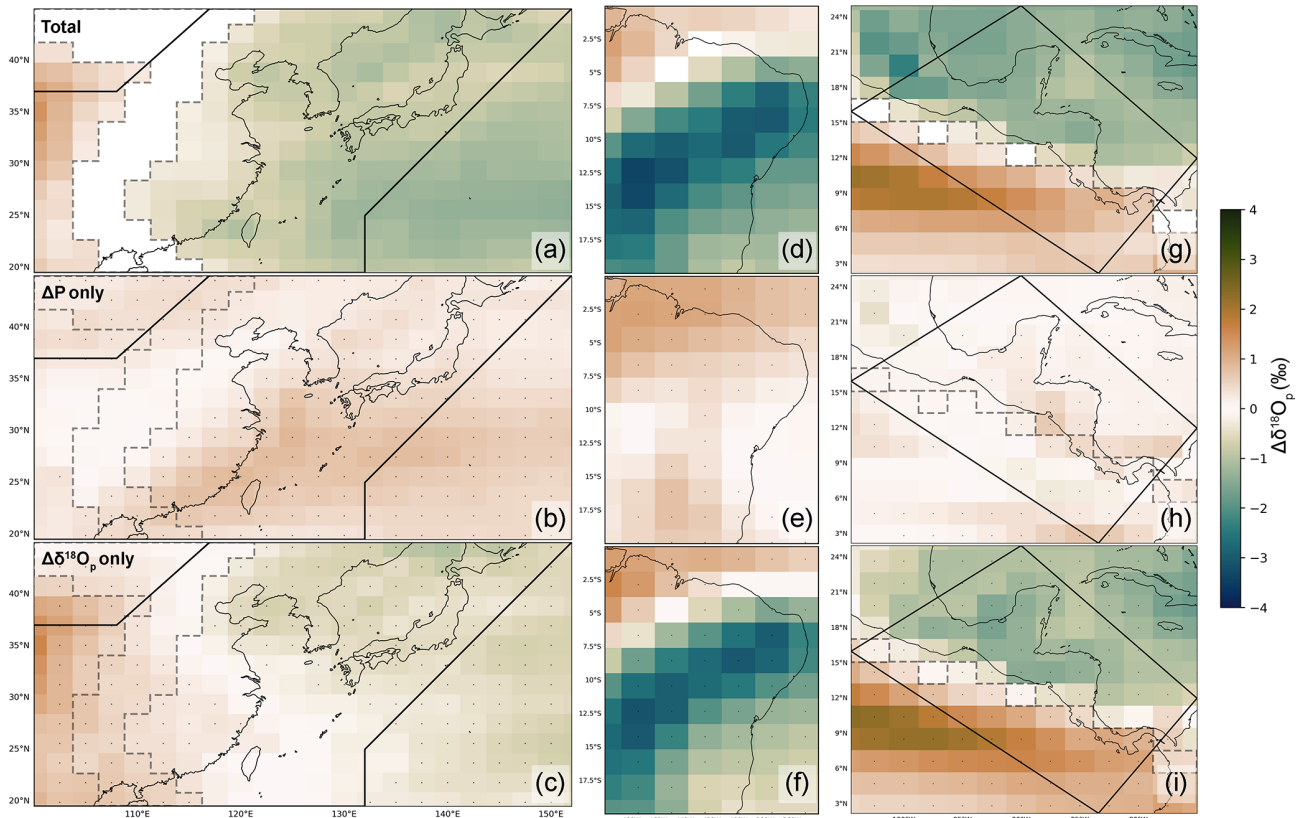 Total
40°N
35°N
30°N
25°N
20°N
(a)
2.5°S
5°S
7.5°S
10°S
12.5°S
15°S
17.5°S
(d)
24°N
21°N
18°N
15°N
12°N
9°N
6°N
3°N
(g)
ΔP only
40°N
35°N
30°N
25°N
20°N
(b)
2.5°S
5°S
7.5°S
10°S
12.5°S
15°S
17.5°S
(e)
24°N
21°N
18°N
15°N
12°N
9°N
6°N
3°N
(h)
Δδ¹⁸Oₚ only
40°N
35°N
30°N
25°N
20°N
110°E
120°E
130°E
140°E
150°E
(c)
2.5°S
5°S
7.5°S
10°S
12.5°S
15°S
17.5°S
(f)
24°N
21°N
18°N
15°N
12°N
9°N
6°N
3°N
(i)
4
3
2
1
0
−1
−2
−3
−4
Δδ¹⁸Oₚ (‰)